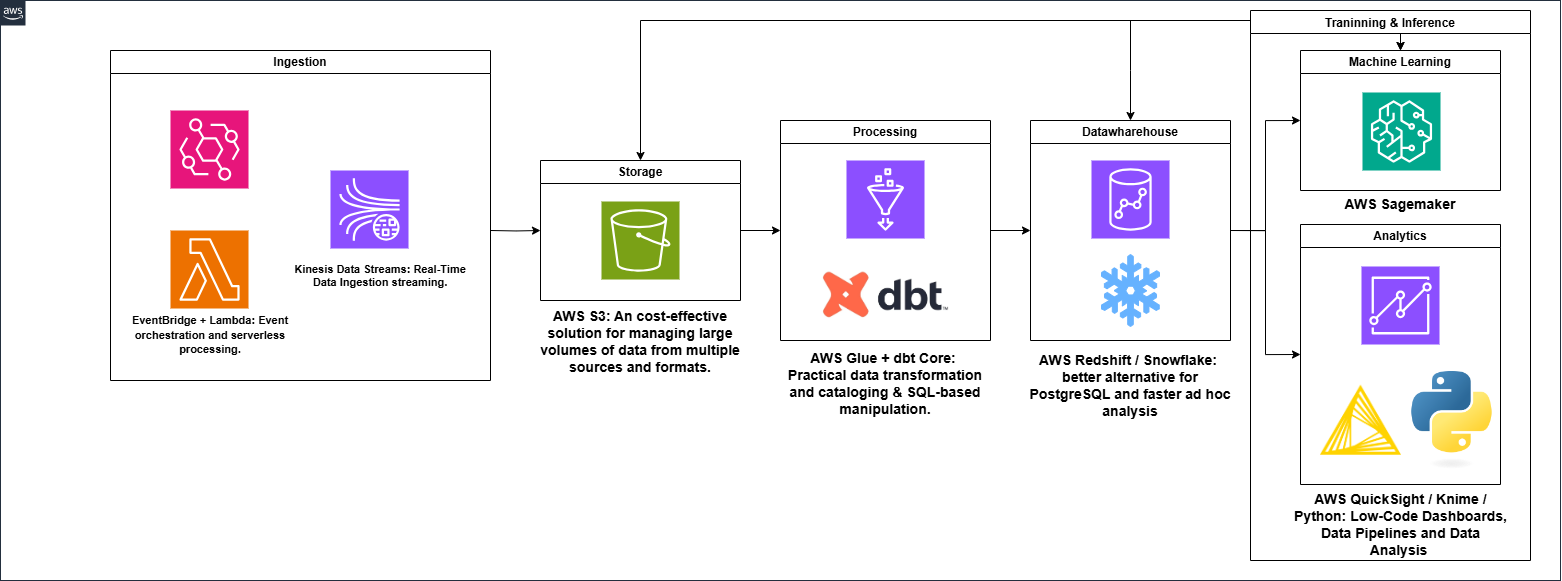 aws
Traninning & Inference
Ingestion
Machine Learning
Processing
Datawharehouse
Storage
AWS Sagemaker
Analytics
Kinesis Data Streams: Real-Time
Data Ingestion streaming.
dbt
TM
EventBridge + Lambda: Event
orchestration and serverless
processing.
AWS S3: An cost-effective
solution for managing large
volumes of data from multiple
sources and formats.
AWS Glue + dbt Core:
Practical data transformation
and cataloging & SQL-based
manipulation.
AWS Redshift / Snowflake:
better alternative for
PostgreSQL and faster ad hoc
analysis
AWS QuickSight / Knime /
Python: Low-Code Dashboards,
Data Pipelines and Data
Analysis